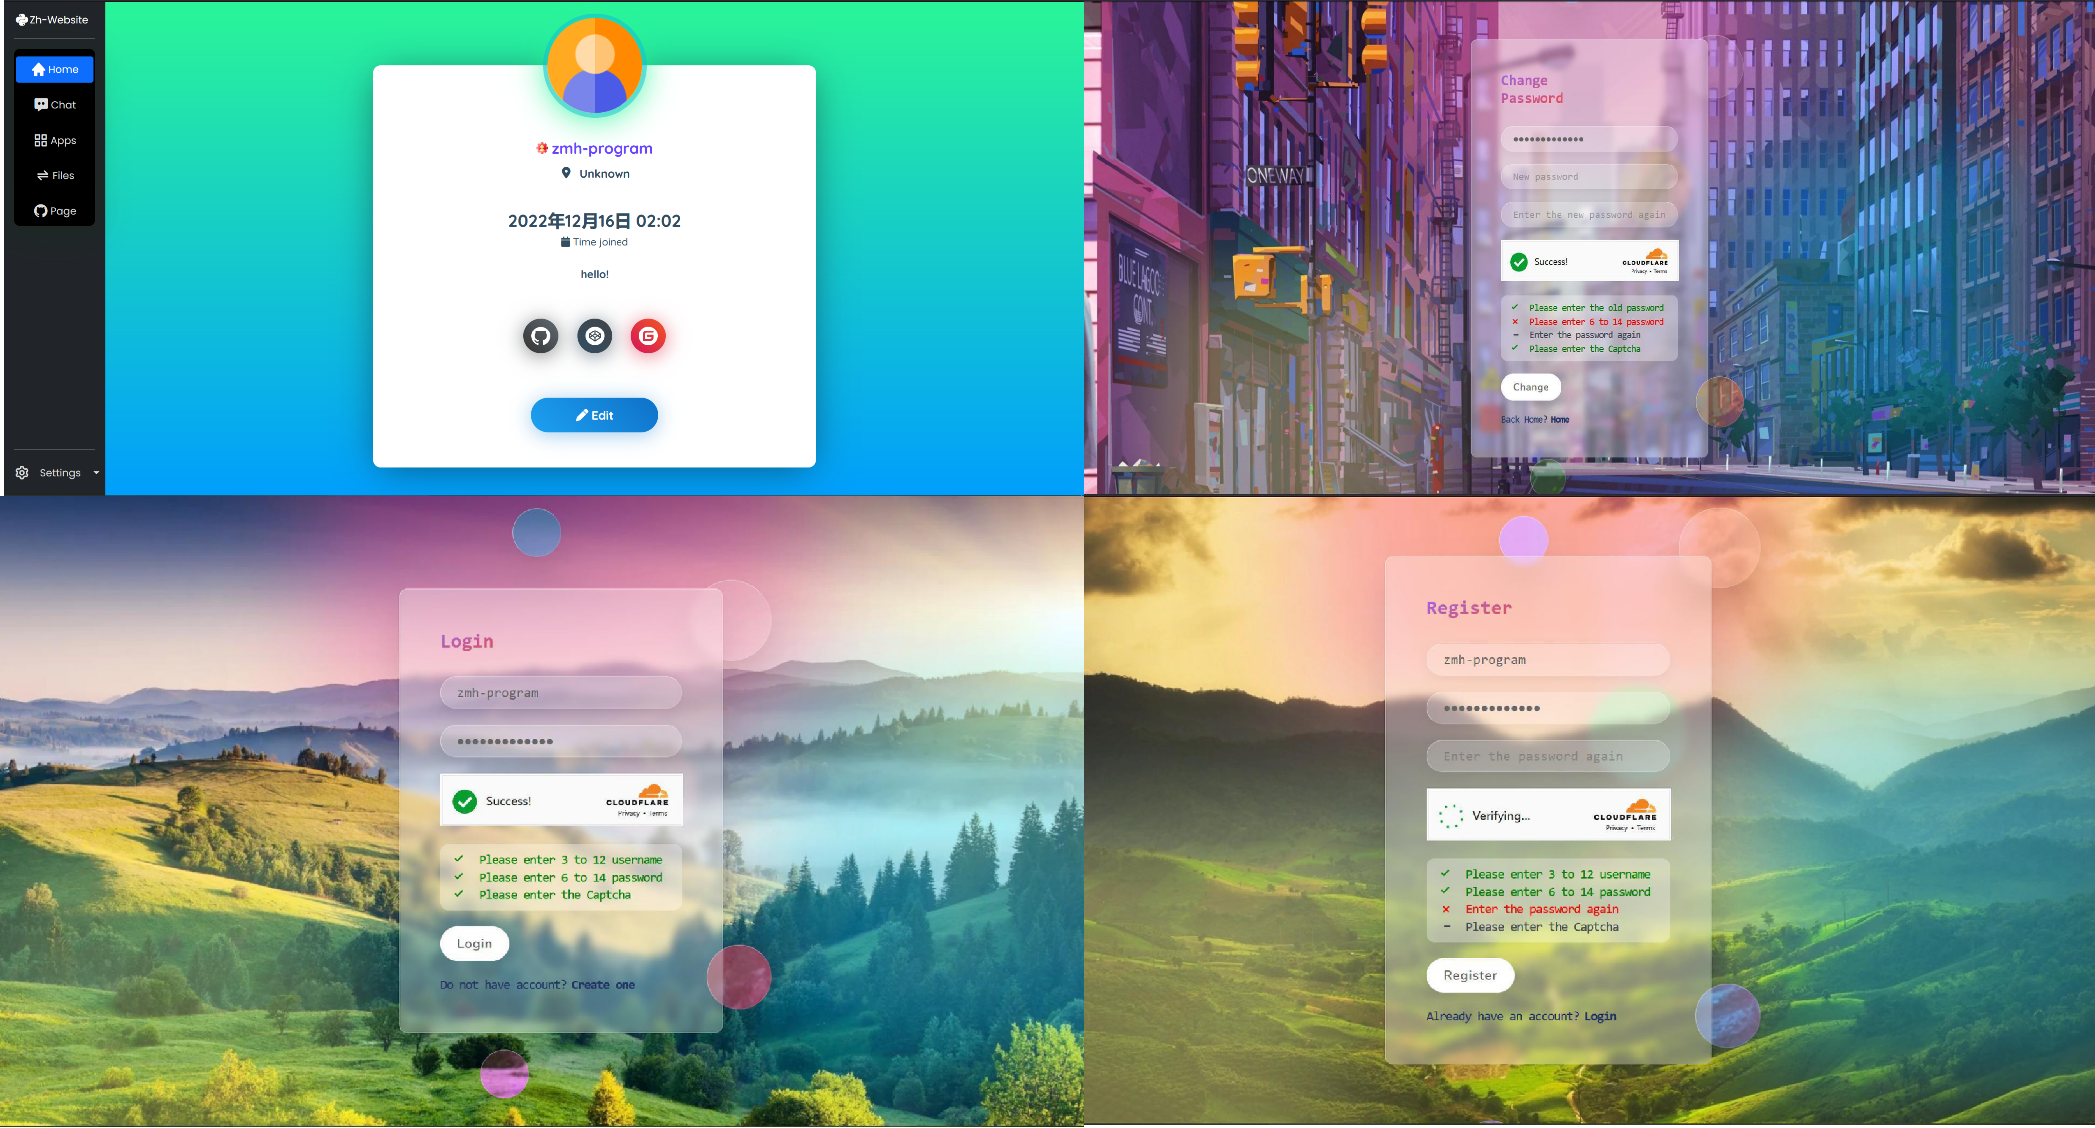 Zh-Website
Home
Chat
Apps
Files
Page
Settings
zmh-program
Unknown
2022年12月16日 02:02
Time joined
hello!
Edit
Change
Password
•••••••••••••
New password
Enter the new password again
Success!
CLOUDFLARE
Privacy • Terms
Please enter the old password
Please enter 6 to 14 password
Enter the password again
Please enter the Captcha
Change
Back Home? Home
ONEWAY
BLUE LAGOO
CONT.
Login
zmh-program
•••••••••••••
Success!
CLOUDFLARE
Privacy • Terms
Please enter 3 to 12 username
Please enter 6 to 14 password
Please enter the Captcha
Login
Do not have account? Create one
Register
zmh-program
•••••••••••••
Enter the password again
Verifying...
CLOUDFLARE
Privacy • Terms
Please enter 3 to 12 username
Please enter 6 to 14 password
Enter the password again
Please enter the Captcha
Register
Already have an account? Login